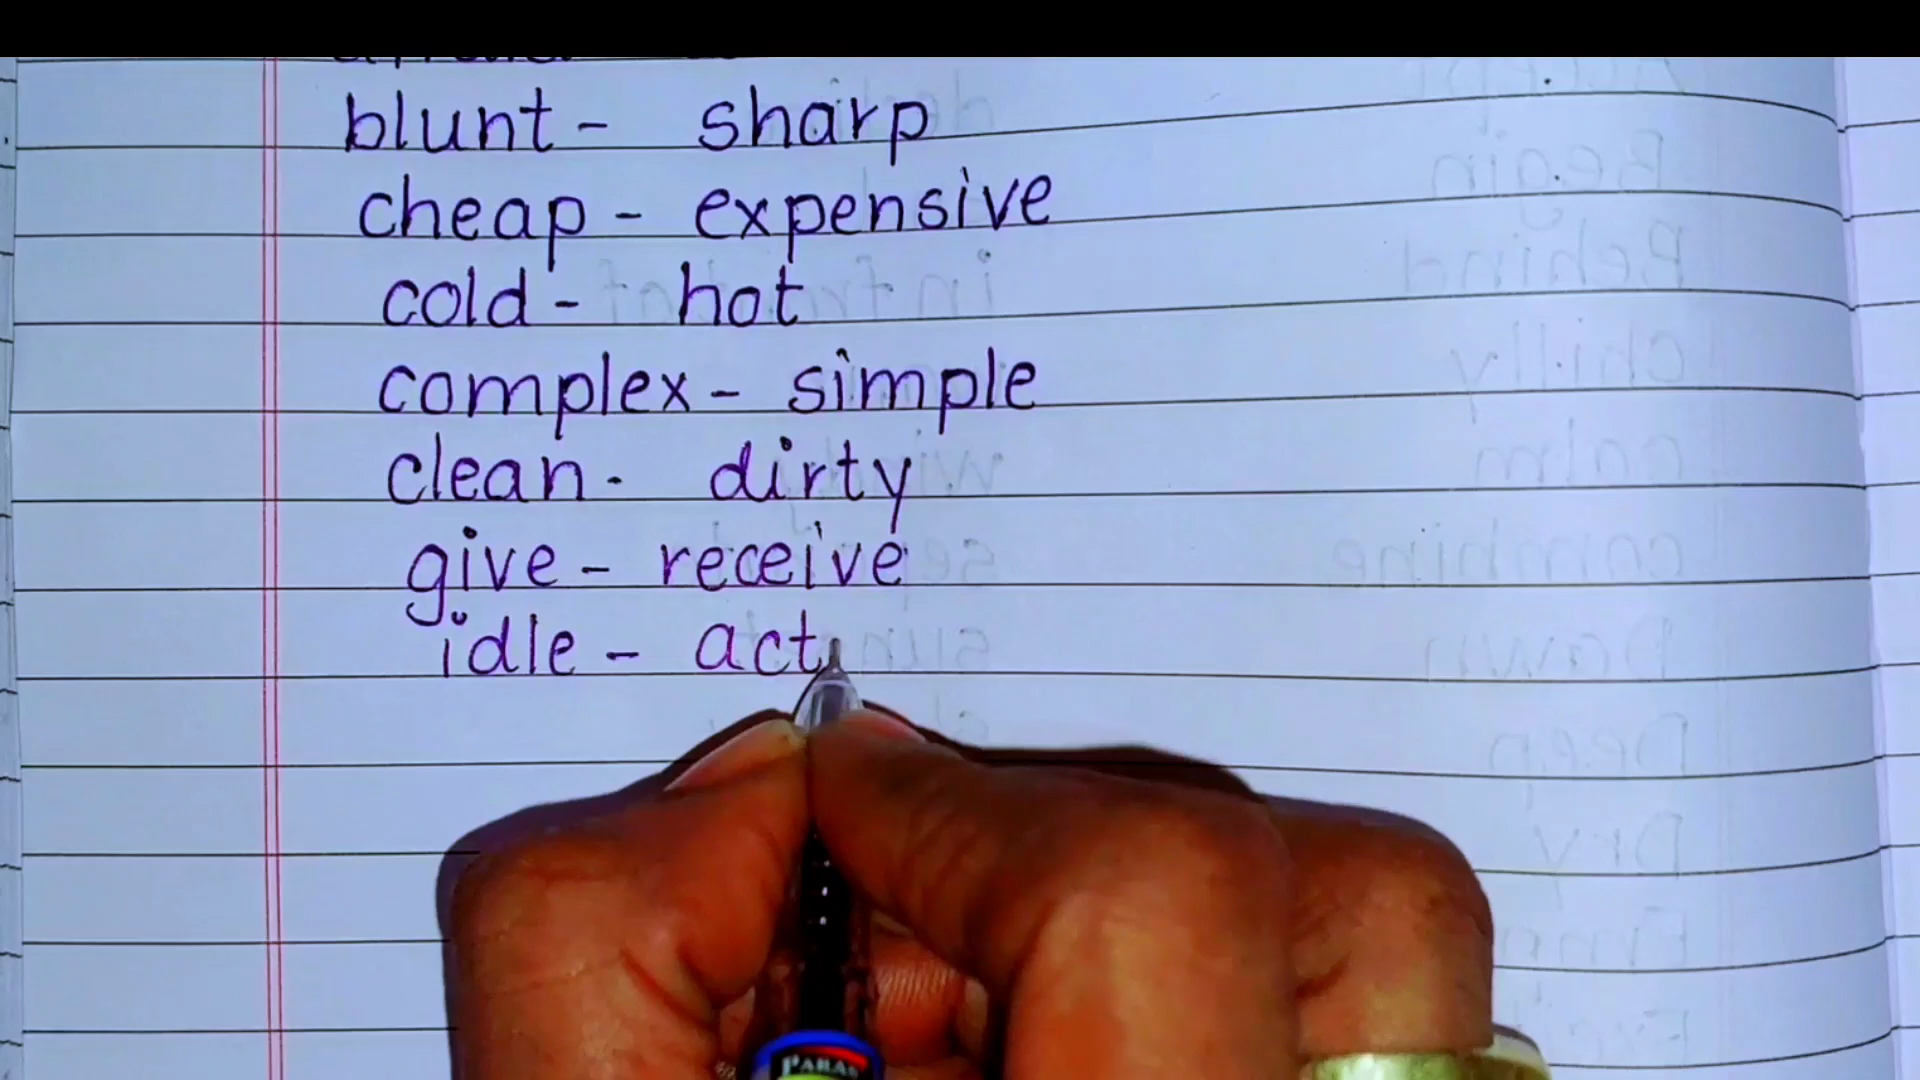 blunt - sharp
cheap - expensive
cold - hot
complex - simple
clean - dirty
give - receive
idle - act